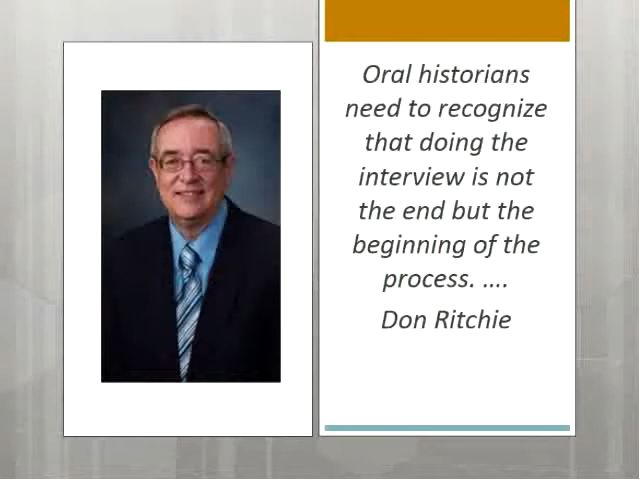 Oral historians
need to recognize
that doing the
interview is not
the end but the
beginning of the
process. ….
Don Ritchie